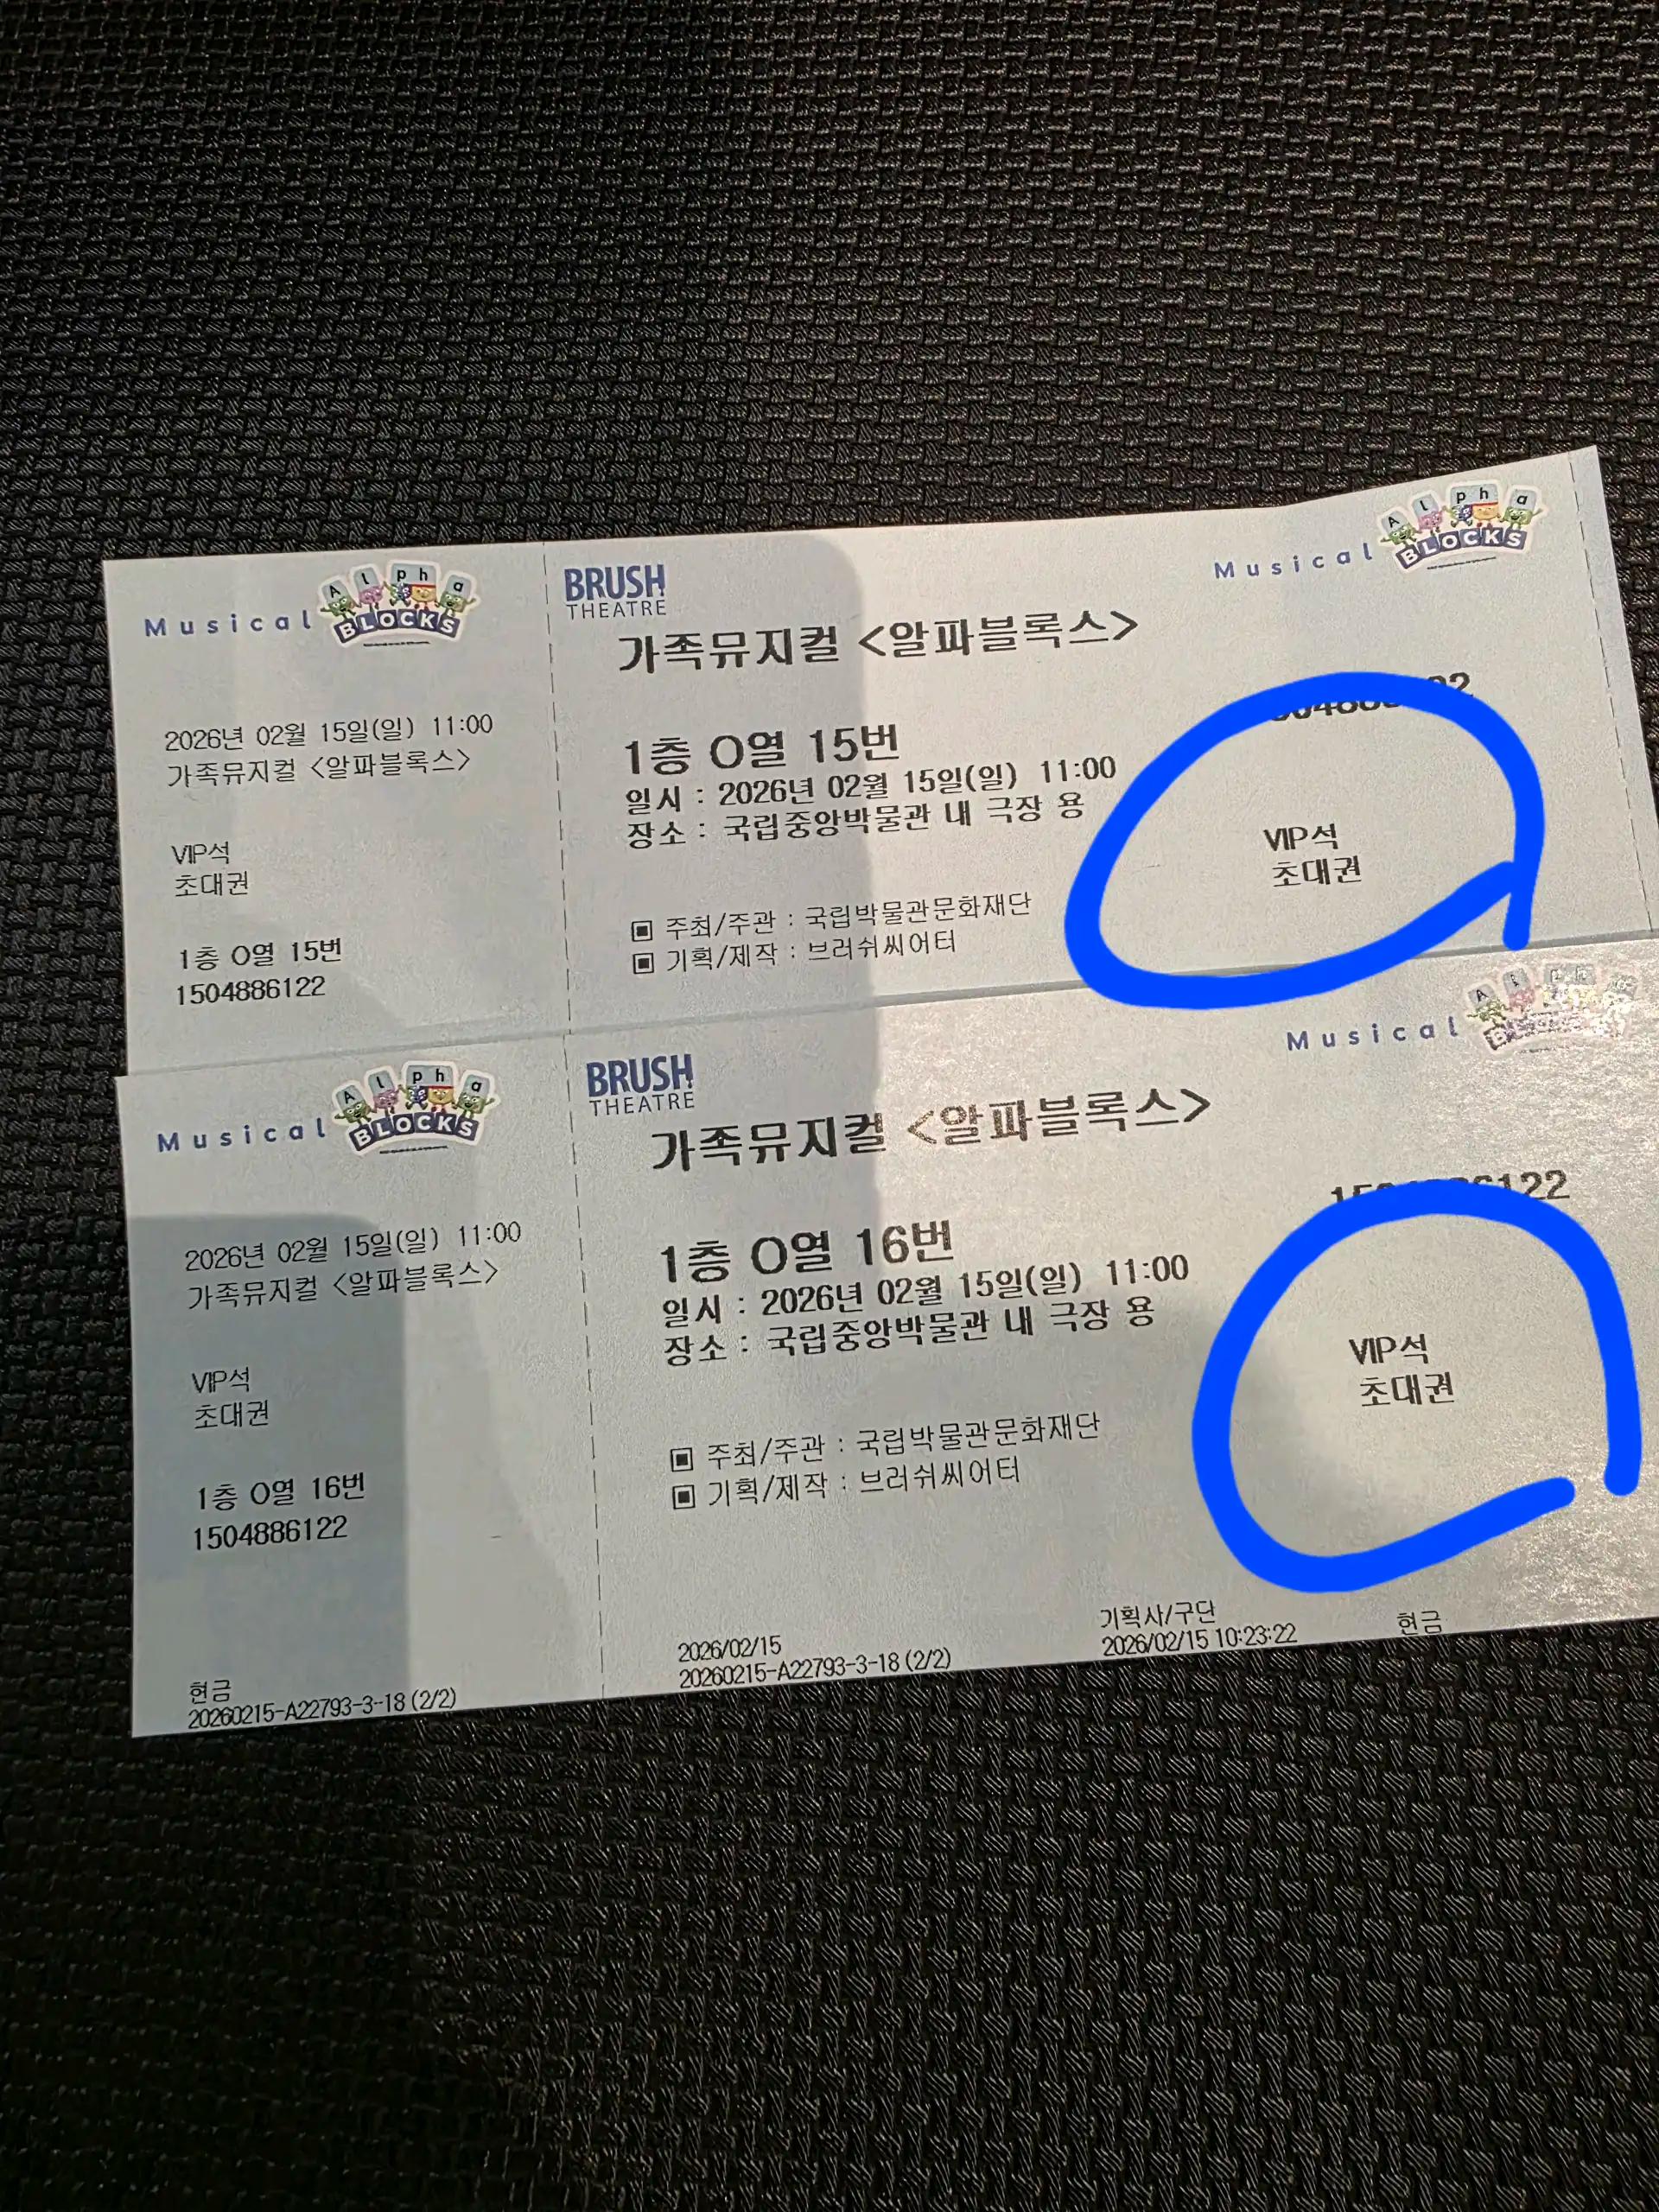 Musical Alpha BLOCKS
2026년 02월 15일(일) 11:00
가족뮤지컬 <알파블록스>
VIP석
초대권
1층 O열 15번
1504886122
BRUSH
THEATRE
Musical Alpha BLOCKS
가족뮤지컬 <알파블록스>
1층 O열 15번
일시 : 2026년 02월 15일(일) 11:00
장소 : 국립중앙박물관 내 극장 용
VIP석
초대권
▣ 주최/주관 : 국립박물관문화재단
▣ 기획/제작 : 브러쉬씨어터
Musical Alpha BLOCKS
2026년 02월 15일(일) 11:00
가족뮤지컬 <알파블록스>
VIP석
초대권
1층 O열 16번
1504886122
현금
20260215-A22793-3-18 (2/2)
BRUSH
THEATRE
Musical Alpha BLOCKS
가족뮤지컬 <알파블록스>
1층 O열 16번
일시 : 2026년 02월 15일(일) 11:00
장소 : 국립중앙박물관 내 극장 용
VIP석
초대권
▣ 주최/주관 : 국립박물관문화재단
▣ 기획/제작 : 브러쉬씨어터
2026/02/15
20260215-A22793-3-18 (2/2)
기획사/구단
2026/02/15 10:23:22
현금